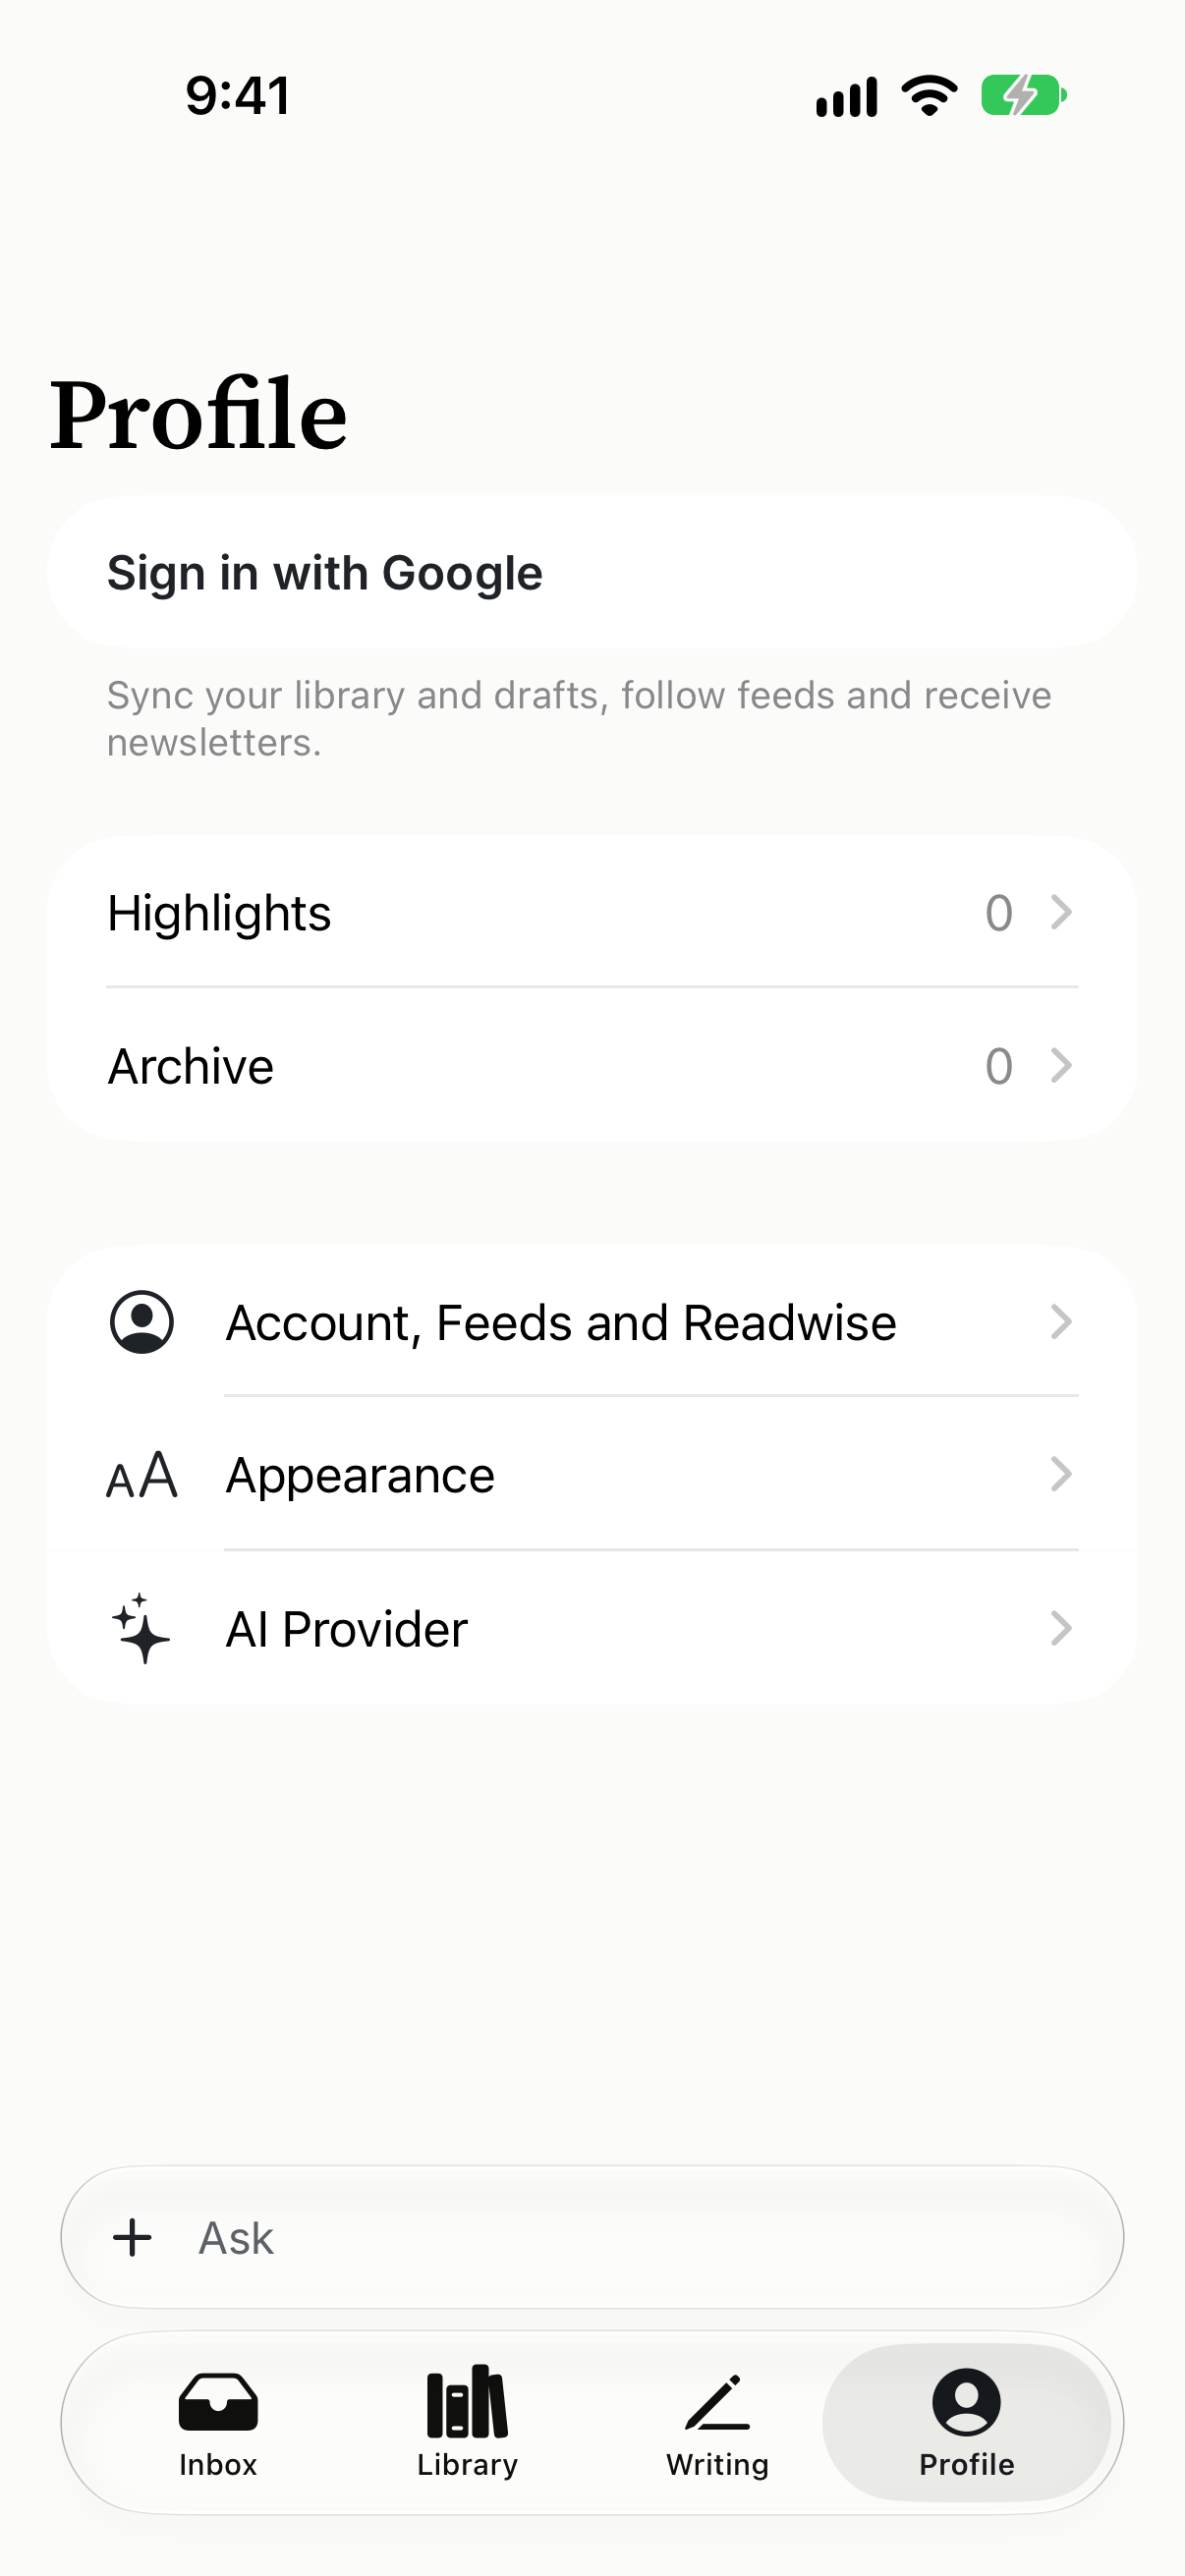 9:41
Profile
Sign in with Google
Sync your library and drafts, follow feeds and receive
newsletters.
Highlights 0
Archive 0
Account, Feeds and Readwise
AA Appearance
AI Provider
Ask
Inbox Library Writing Profile